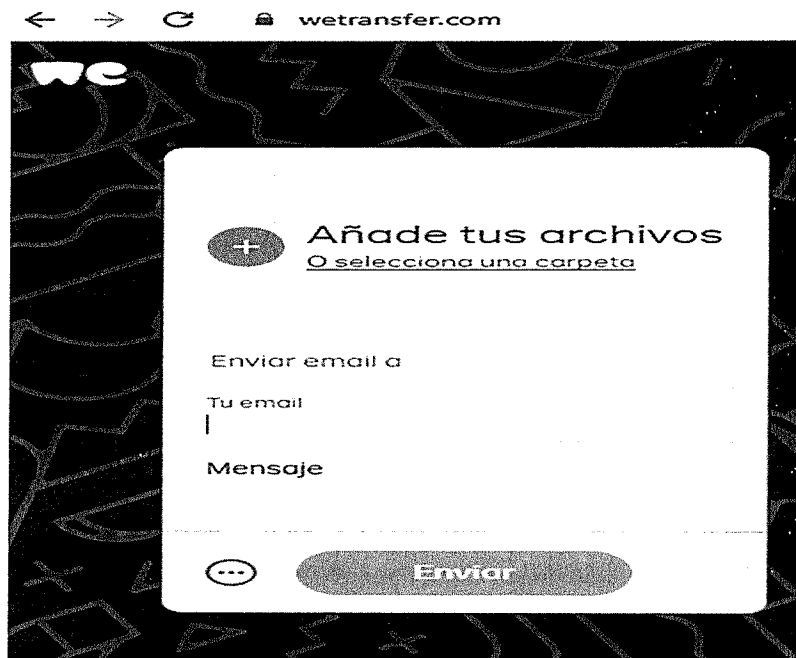 wetransfer.com
we
Añade tus archivos
O selecciona una carpeta
Enviar email a
Tu email
Mensaje
Enviar